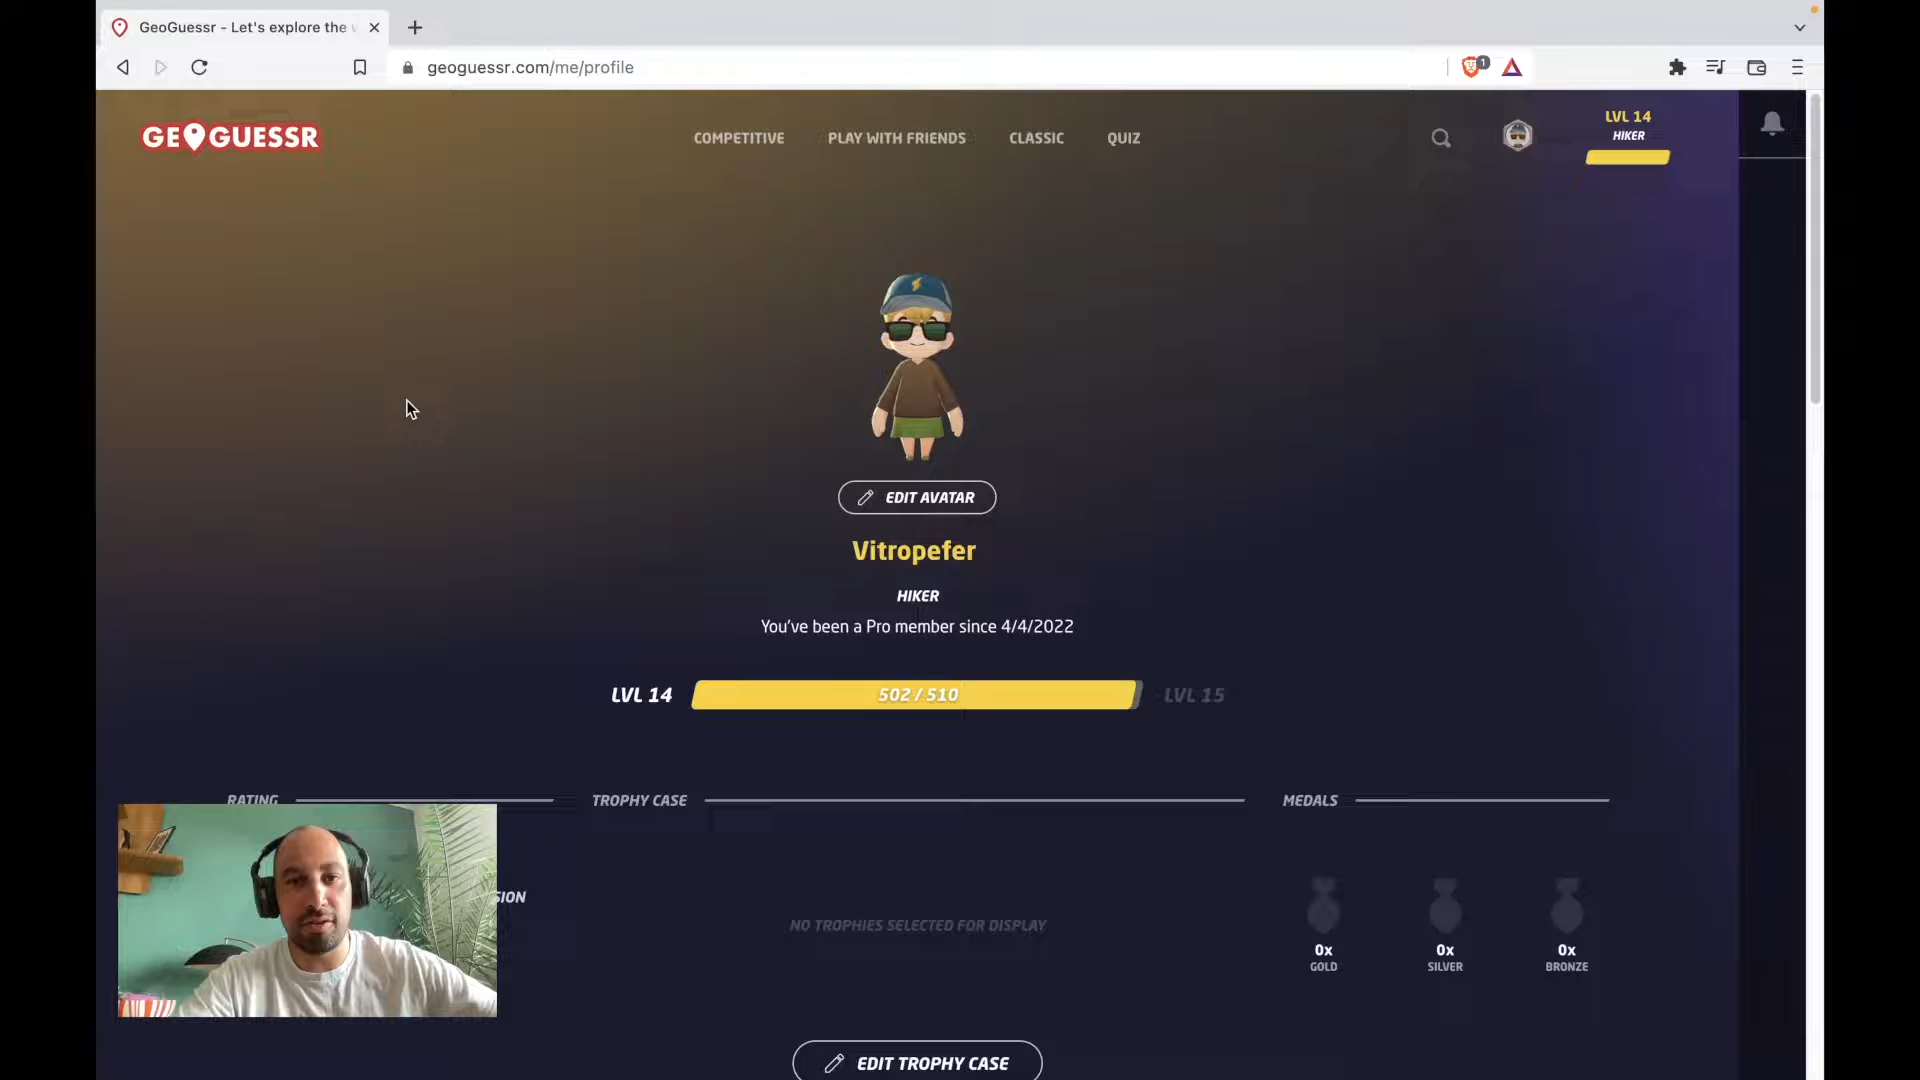 GeoGuessr - Let's explore the w
geoguessr.com/me/profile
1
GEOGUESSR
COMPETITIVE
PLAY WITH FRIENDS
CLASSIC
QUIZ
LVL 14
HIKER
EDIT AVATAR
Vitropefer
HIKER
You've been a Pro member since 4/4/2022
LVL 14
502 / 510
LVL 15
RATING
TROPHY CASE
MEDALS
SION
NO TROPHIES SELECTED FOR DISPLAY
0x
GOLD
0x
SILVER
0x
BRONZE
EDIT TROPHY CASE